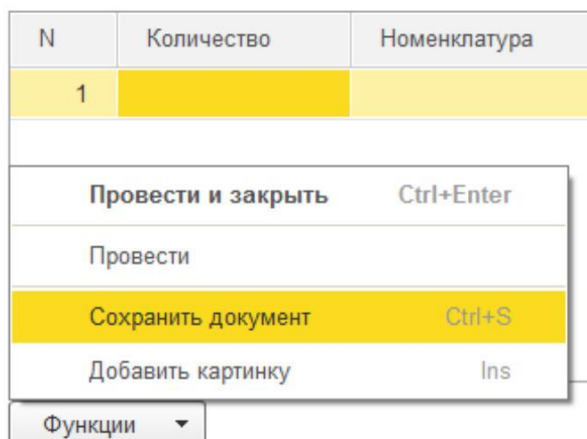 N Количество Номенклатура
1
Провести и закрыть Ctrl+Enter
Провести
Сохранить документ Ctrl+S
Добавить картинку Ins
Функции